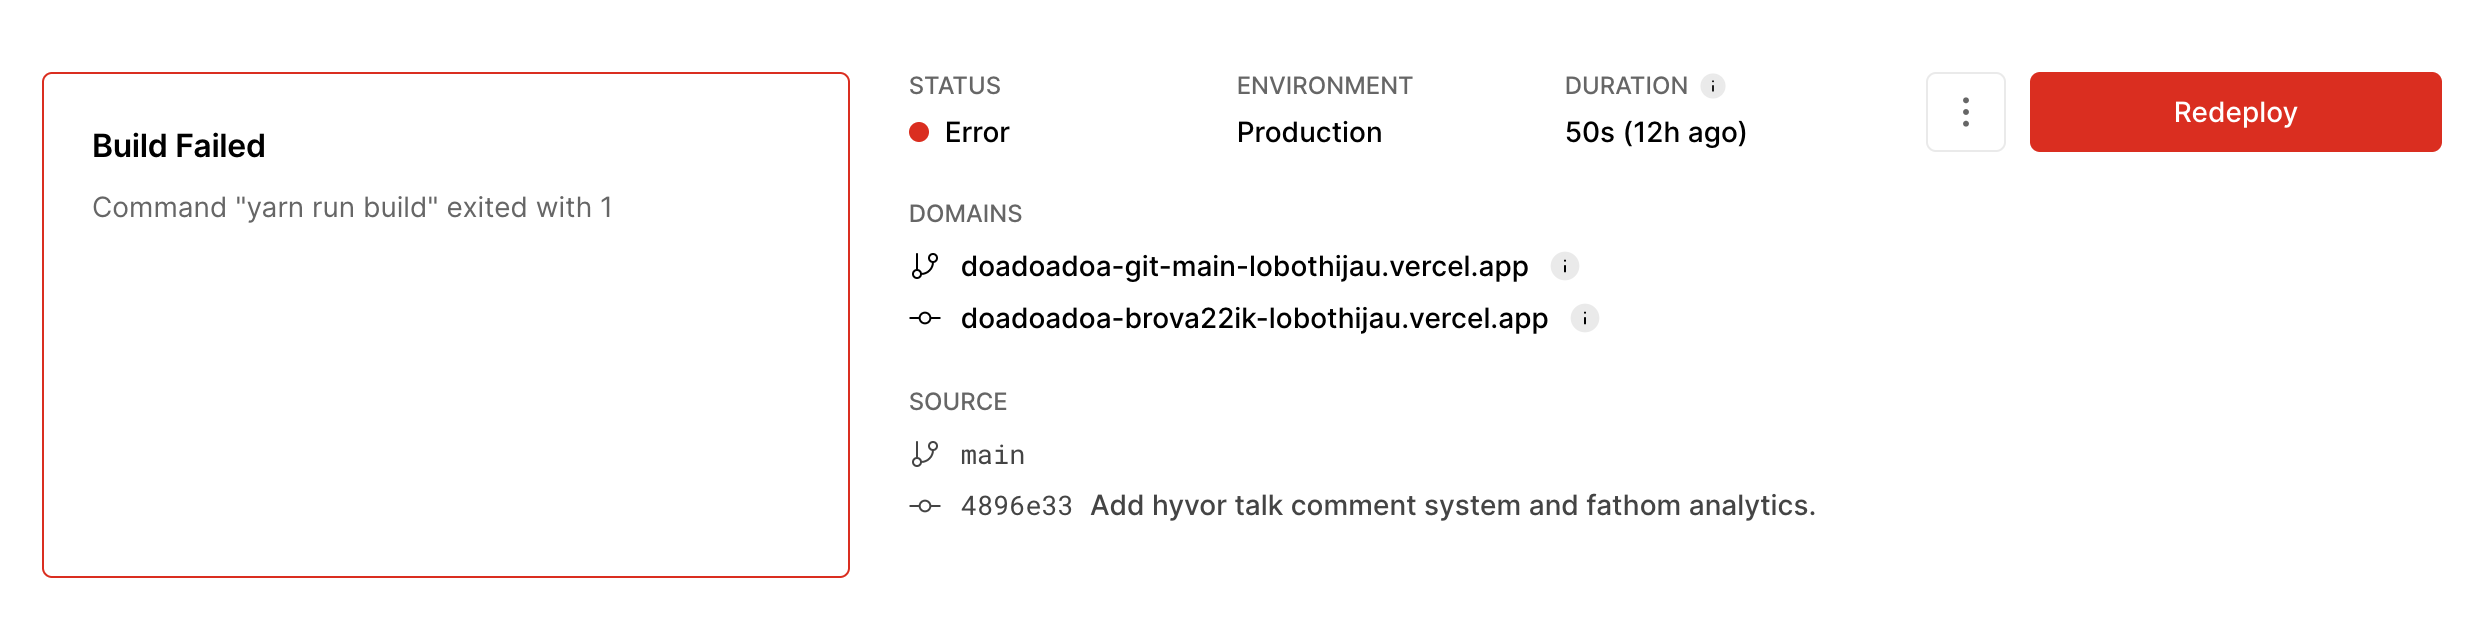 Build Failed
Command "yarn run build" exited with 1
STATUS
Error
ENVIRONMENT
Production
DURATION
50s (12h ago)
Redeploy
DOMAINS
doadoadoa-git-main-lobothijau.vercel.app
doadoadoa-brova22ik-lobothijau.vercel.app
SOURCE
main
4896e33 Add hyvor talk comment system and fathom analytics.